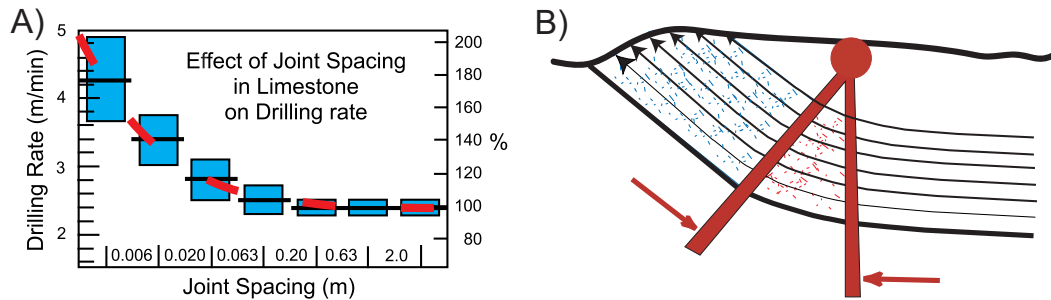 A)
5
4
3
2
Drilling Rate (m/min)
Effect of Joint Spacing
in Limestone
on Drilling rate
200
180
160
140
120
100
80
%
0.006 0.020 0.063 0.20 0.63 2.0
Joint Spacing (m)
B)